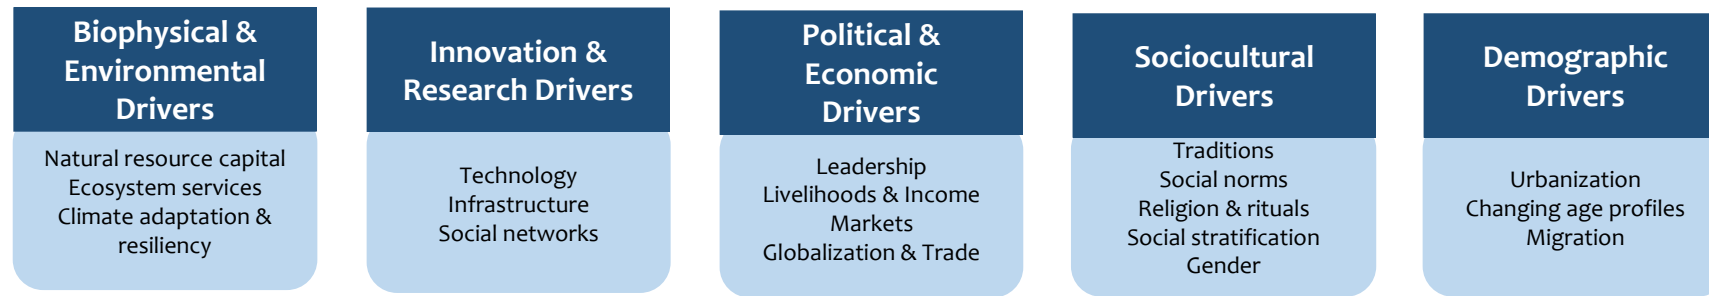 Biophysical &
Environmental
Drivers
Natural resource capital
Ecosystem services
Climate adaptation &
resiliency
Innovation &
Research Drivers
Technology
Infrastructure
Social networks
Political &
Economic
Drivers
Leadership
Livelihoods & Income
Markets
Globalization & Trade
Sociocultural
Drivers
Traditions
Social norms
Religion & rituals
Social stratification
Gender
Demographic
Drivers
Urbanization
Changing age profiles
Migration